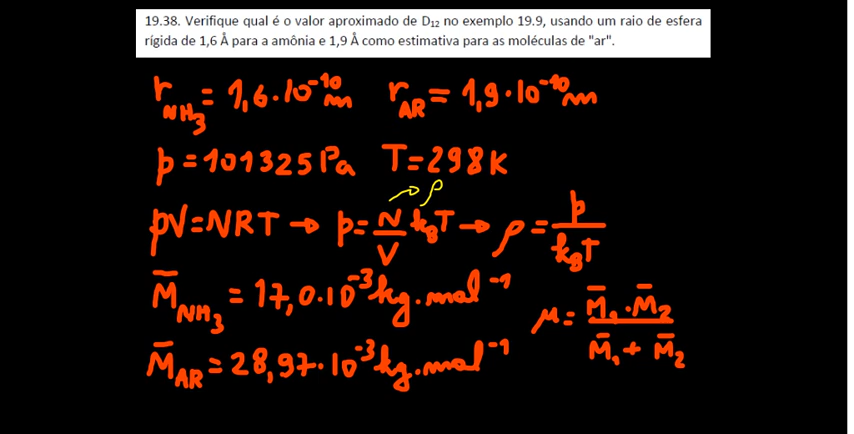 19.38. Verifique qual é o valor aproximado de D₁₂ no exemplo 19.9, usando um raio de esfera
rígida de 1,6 Å para a amônia e 1,9 Å como estimativa para as moléculas de "ar".
r_NH₃ = 1,6·10⁻¹⁰ m r_AR = 1,9·10⁻¹⁰ m
p = 101325 Pa T = 298 K
→ ρ
pV = NRT → p = N/V k_B T → ρ = p/(k_B T)
M̄_NH₃ = 17,0·10⁻³ kg·mol⁻¹
μ = (M̄₁·M̄₂)/(M̄₁ + M̄₂)
M̄_AR = 28,97·10⁻³ kg·mol⁻¹